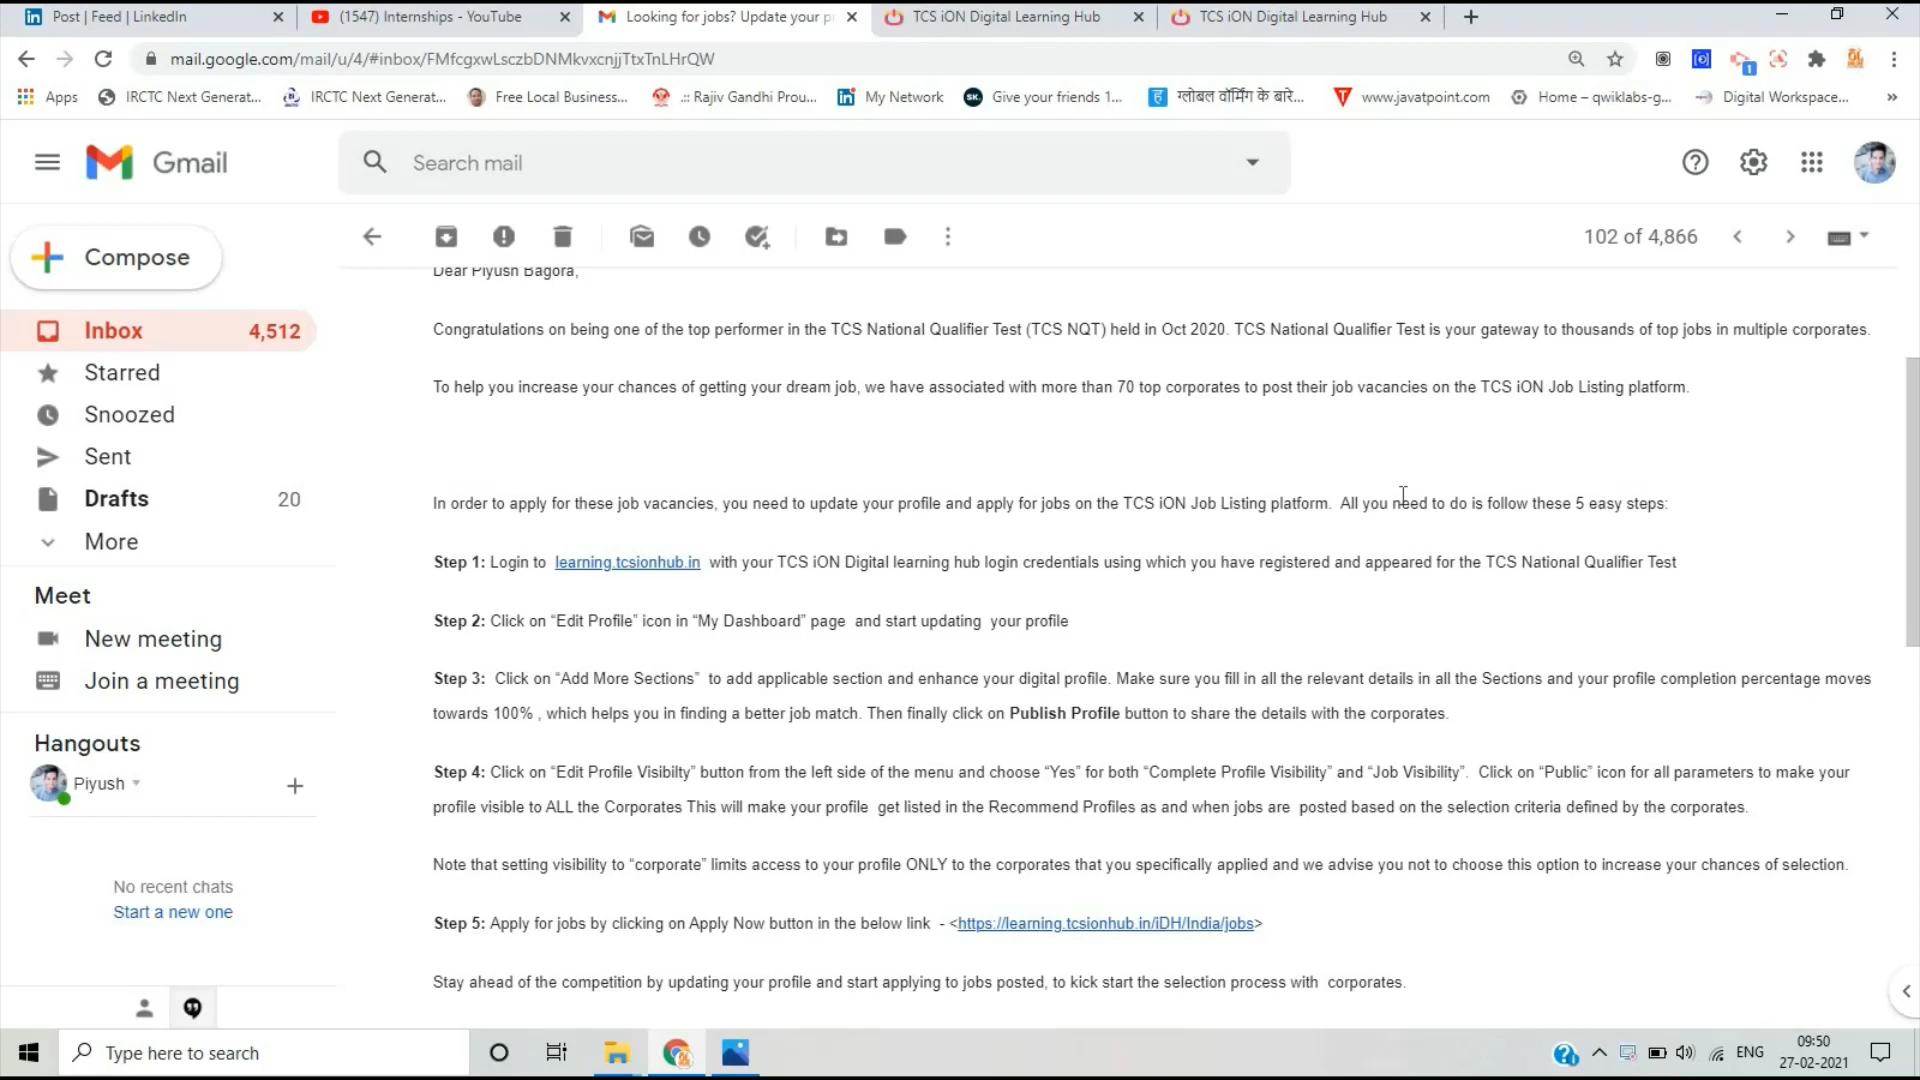 Post | Feed | LinkedIn
(1547) Internships - YouTube
Looking for jobs? Update your pr
TCS iON Digital Learning Hub
TCS iON Digital Learning Hub
mail.google.com/mail/u/4/#inbox/FMfcgxwLsczbDNMkvxcnjjTtxTnLHrQW
Apps
IRCTC Next Generat...
IRCTC Next Generat...
Free Local Business...
.:: Rajiv Gandhi Prou...
My Network
Give your friends 1...
ग्लोबल वॉर्मिंग के बारे...
www.javatpoint.com
Home – qwiklabs-g...
Digital Workspace...
Gmail
Search mail
Compose
102 of 4,866
Inbox 4,512
Starred
Snoozed
Sent
Drafts 20
More
Meet
New meeting
Join a meeting
Hangouts
Piyush
No recent chats
Start a new one
Dear Piyush Bagora,
Congratulations on being one of the top performer in the TCS National Qualifier Test (TCS NQT) held in Oct 2020. TCS National Qualifier Test is your gateway to thousands of top jobs in multiple corporates.
To help you increase your chances of getting your dream job, we have associated with more than 70 top corporates to post their job vacancies on the TCS iON Job Listing platform.
In order to apply for these job vacancies, you need to update your profile and apply for jobs on the TCS iON Job Listing platform. All you need to do is follow these 5 easy steps:
Step 1: Login to learning.tcsionhub.in with your TCS iON Digital learning hub login credentials using which you have registered and appeared for the TCS National Qualifier Test
Step 2: Click on “Edit Profile” icon in “My Dashboard” page and start updating your profile
Step 3: Click on “Add More Sections” to add applicable section and enhance your digital profile. Make sure you fill in all the relevant details in all the Sections and your profile completion percentage moves
towards 100% , which helps you in finding a better job match. Then finally click on Publish Profile button to share the details with the corporates.
Step 4: Click on “Edit Profile Visibilty” button from the left side of the menu and choose “Yes” for both “Complete Profile Visibility” and “Job Visibility”. Click on “Public” icon for all parameters to make your
profile visible to ALL the Corporates This will make your profile get listed in the Recommend Profiles as and when jobs are posted based on the selection criteria defined by the corporates.
Note that setting visibility to “corporate” limits access to your profile ONLY to the corporates that you specifically applied and we advise you not to choose this option to increase your chances of selection.
Step 5: Apply for jobs by clicking on Apply Now button in the below link - <https://learning.tcsionhub.in/iDH/India/jobs>
Stay ahead of the competition by updating your profile and start applying to jobs posted, to kick start the selection process with corporates.
Type here to search
ENG
09:50
27-02-2021